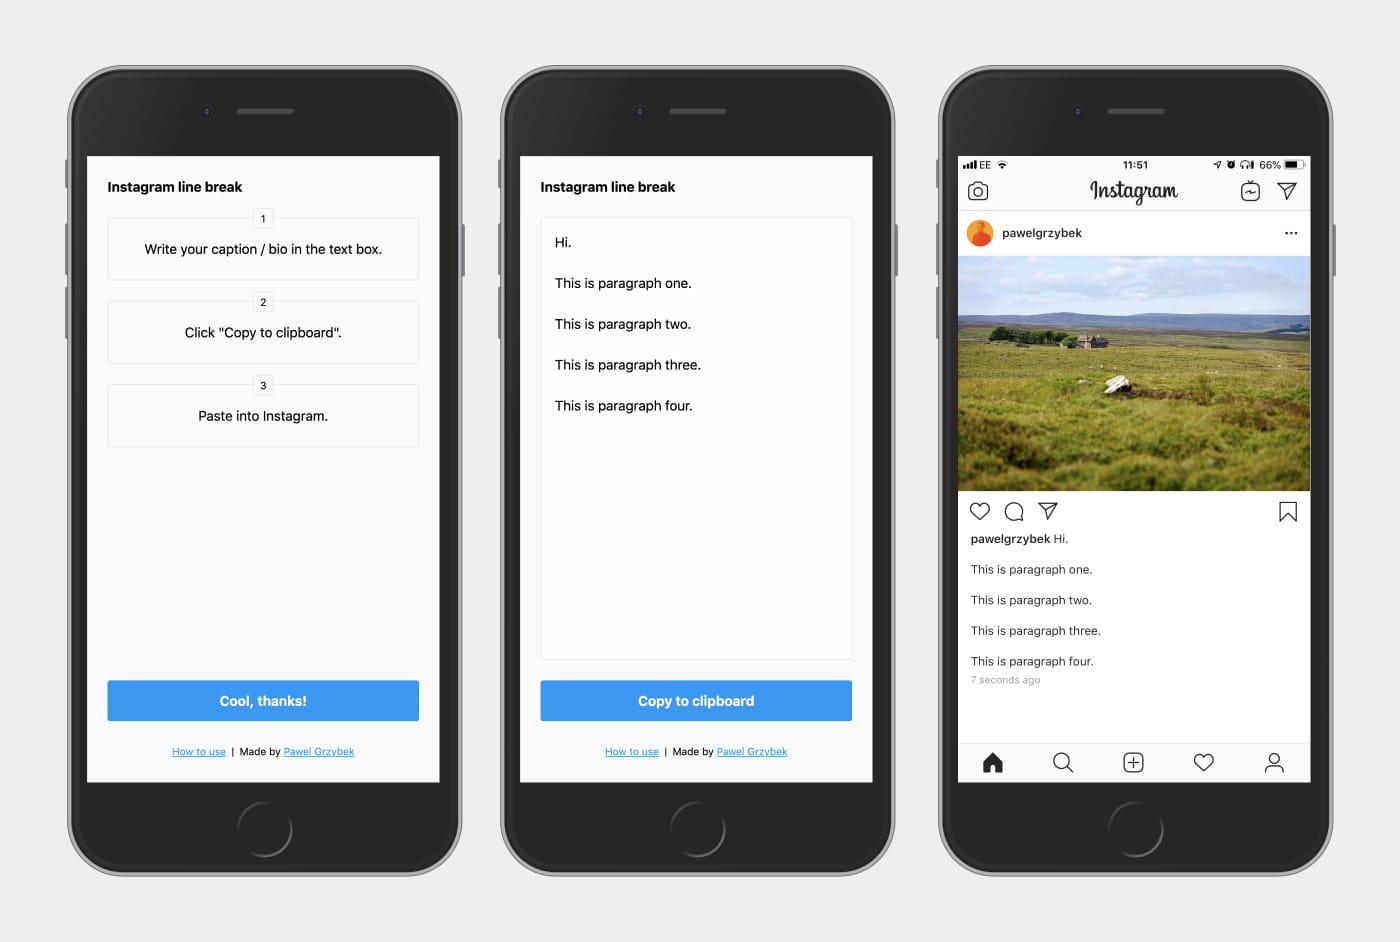 Instagram line break
1
Write your caption / bio in the text box.
2
Click "Copy to clipboard".
3
Paste into Instagram.
Cool, thanks!
How to use | Made by Pawel Grzybek
Instagram line break
Hi.
This is paragraph one.
This is paragraph two.
This is paragraph three.
This is paragraph four.
Copy to clipboard
How to use | Made by Pawel Grzybek
EE 11:51 66%
Instagram
pawelgrzybek
pawelgrzybek Hi.
This is paragraph one.
This is paragraph two.
This is paragraph three.
This is paragraph four.
7 seconds ago